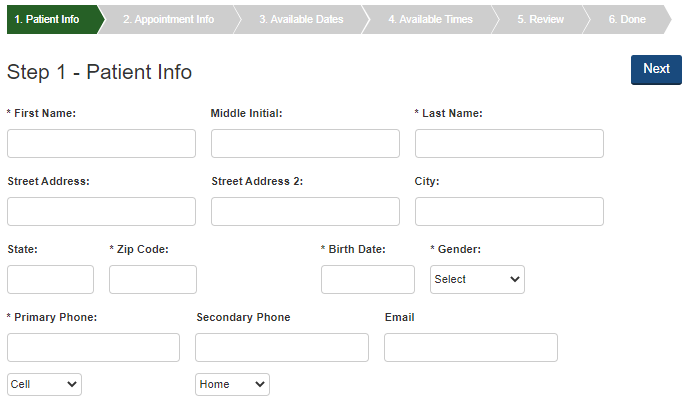 1. Patient Info 2. Appointment Info 3. Available Dates 4. Available Times 5. Review 6. Done
Step 1 - Patient Info Next
* First Name: Middle Initial: * Last Name:
Street Address: Street Address 2: City:
State: * Zip Code: * Birth Date: * Gender:
Select
* Primary Phone: Secondary Phone Email
Cell Home